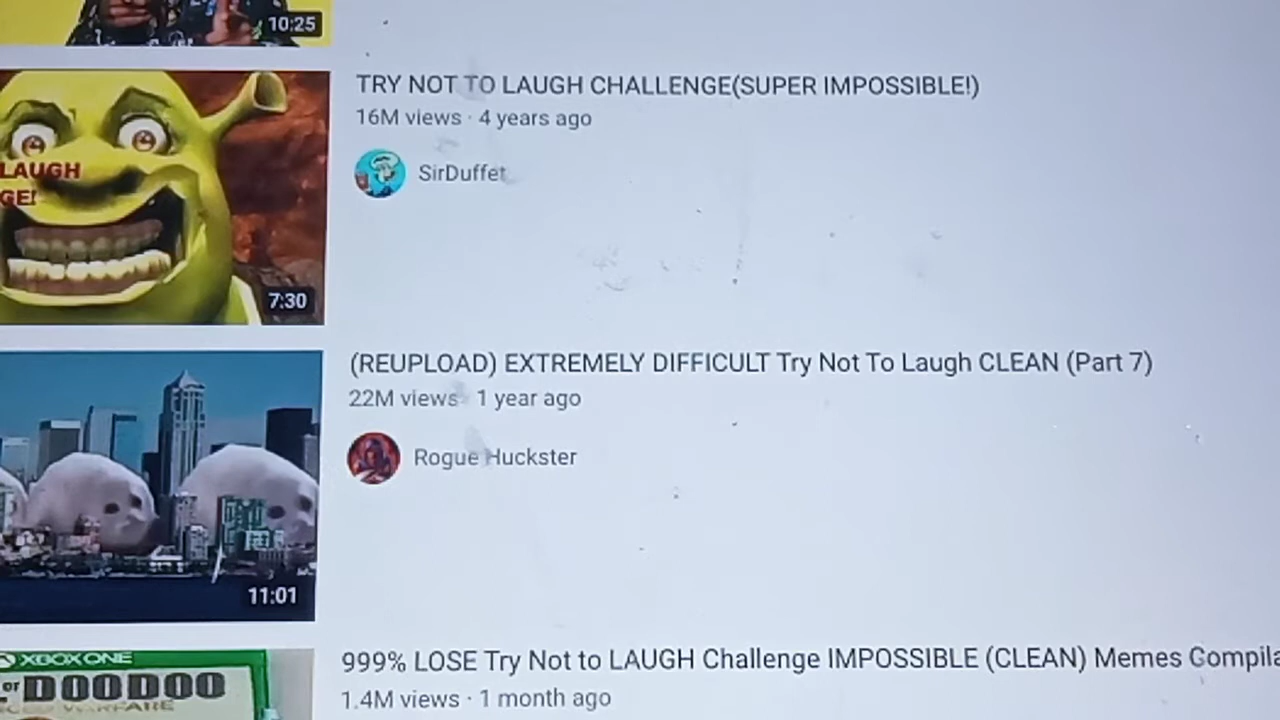 10:25
TRY NOT TO LAUGH CHALLENGE(SUPER IMPOSSIBLE!)
16M views · 4 years ago
LAUGH
GE!
SirDuffet
7:30
(REUPLOAD) EXTREMELY DIFFICULT Try Not To Laugh CLEAN (Part 7)
22M views · 1 year ago
Rogue Huckster
11:01
999% LOSE Try Not to LAUGH Challenge IMPOSSIBLE (CLEAN) Memes Compila
1.4M views · 1 month ago
XBOX ONE
or DOODOO
WARFARE